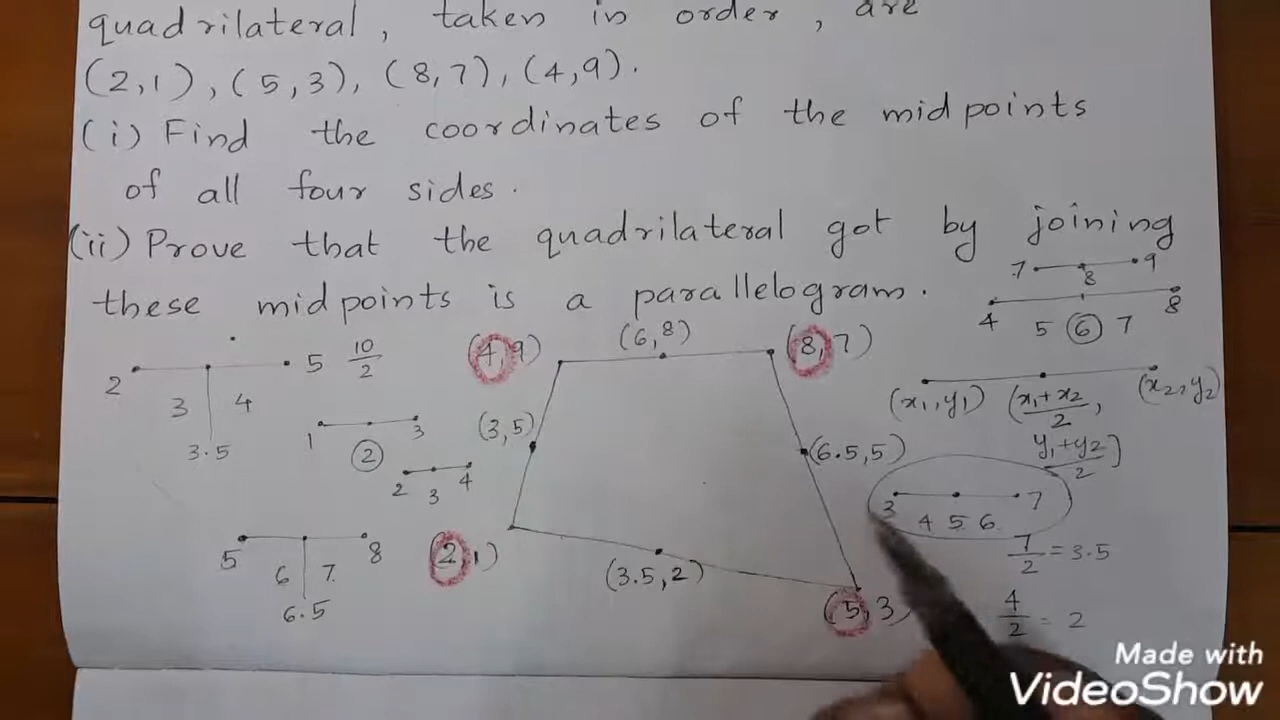 quadrilateral, taken in order, are
(2,1), (5,3), (8,7), (4,9).
(i) Find the coordinates of the midpoints
of all four sides.
(ii) Prove that the quadrilateral got by joining
these midpoints is a parallelogram.
7 8 9
4 5 6 7 8
2 3 4 5 10/2
3.5
(4,9) (6,8) (8,7)
(x₁,y₁) (x₁+x₂/2, y₁+y₂/2) (x₂,y₂)
1 2 3
(3,5) (6.5,5)
2 3 4
3 4 5 6 7
5 6 7 8
6.5
(2,1) (3.5,2) (5,3
7/2 = 3.5
4/2 = 2
Made with
VideoShow